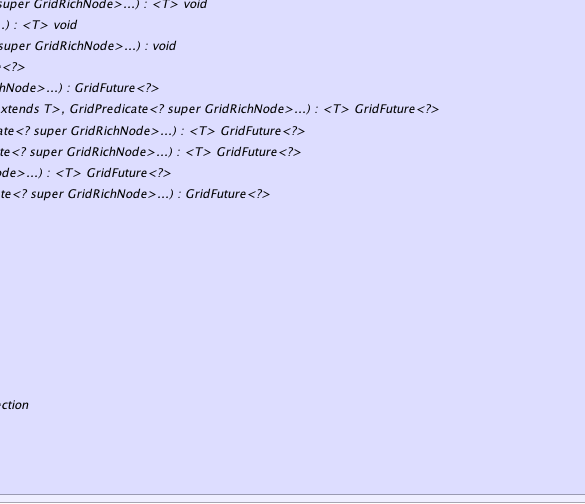 super GridRichNode>...) : <T> void
.) : <T> void
super GridRichNode>...) : void
e<?>
hNode>...) : GridFuture<?>
xtends T>, GridPredicate<? super GridRichNode>...) : <T> GridFuture<?>
ate<? super GridRichNode>...) : <T> GridFuture<?>
te<? super GridRichNode>...) : <T> GridFuture<?>
ode>...) : <T> GridFuture<?>
te<? super GridRichNode>...) : GridFuture<?>
ection